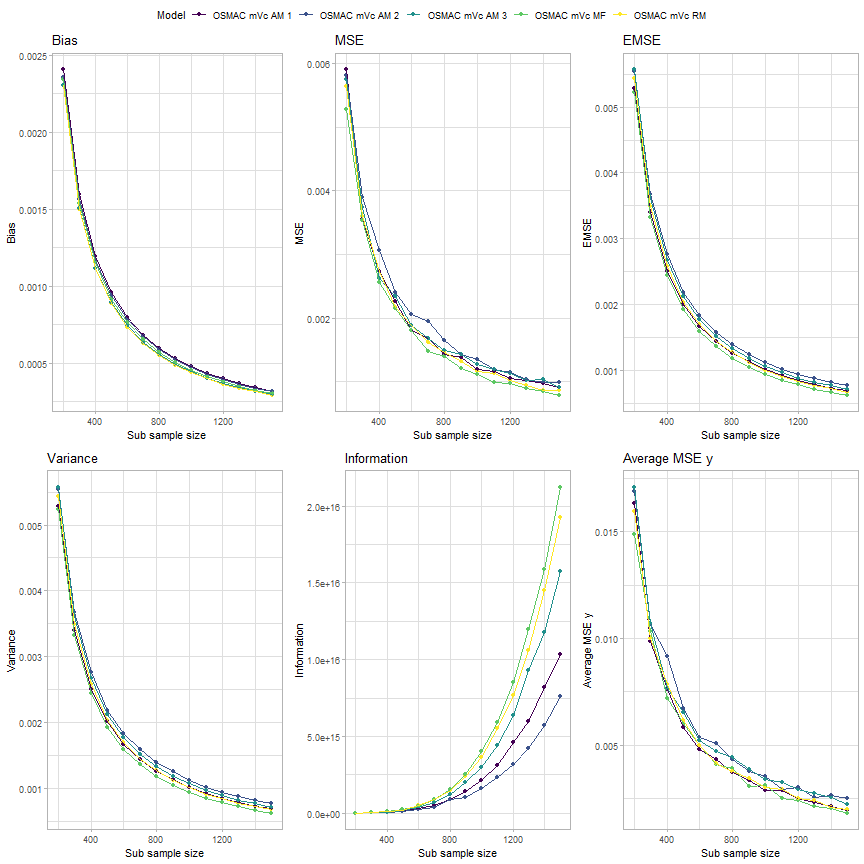 Model OSMAC mVc AM 1 OSMAC mVc AM 2 OSMAC mVc AM 3 OSMAC mVc MF OSMAC mVc RM
Bias
0.0025
0.0020
0.0015
0.0010
0.0005
Bias
400 800 1200
Sub sample size
MSE
0.006
0.004
0.002
MSE
400 800 1200
Sub sample size
EMSE
0.005
0.004
0.003
0.002
0.001
EMSE
400 800 1200
Sub sample size
Variance
0.005
0.004
0.003
0.002
0.001
Variance
400 800 1200
Sub sample size
Information
2.0e+16
1.5e+16
1.0e+16
5.0e+15
0.0e+00
Information
400 800 1200
Sub sample size
Average MSE y
0.015
0.010
0.005
Average MSE y
400 800 1200
Sub sample size